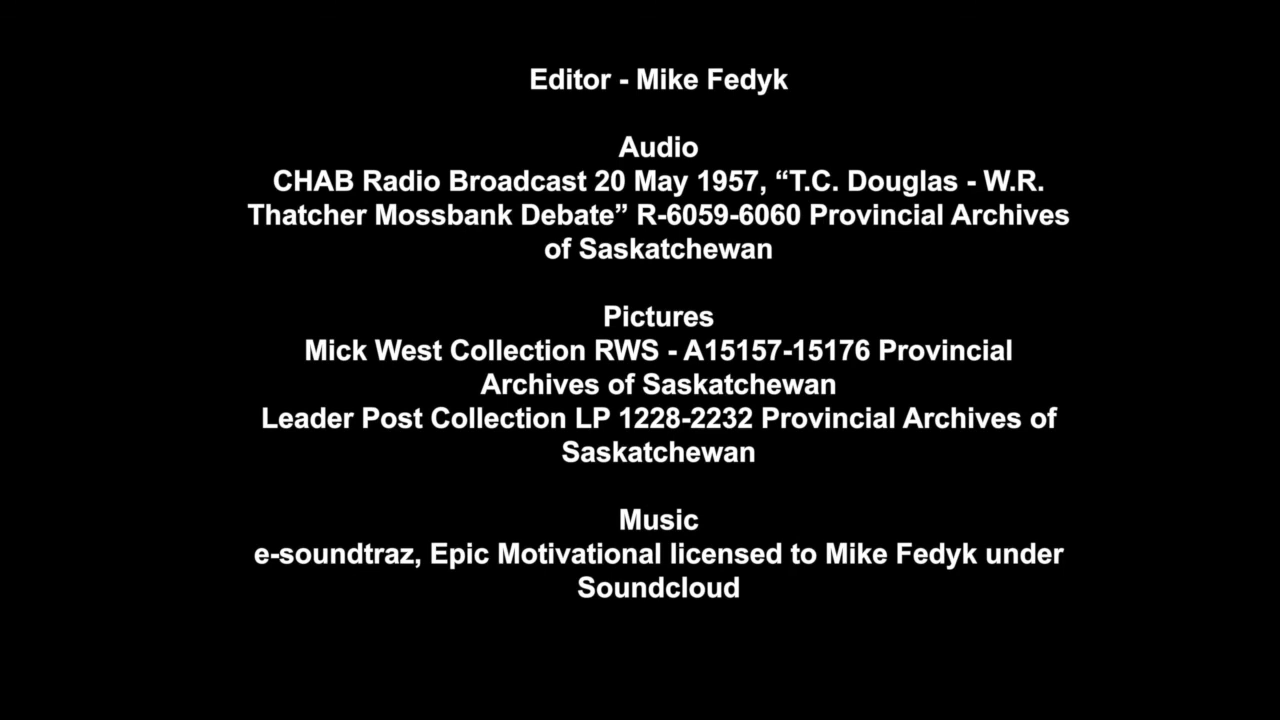 Editor - Mike Fedyk
Audio
CHAB Radio Broadcast 20 May 1957, “T.C. Douglas - W.R.
Thatcher Mossbank Debate” R-6059-6060 Provincial Archives
of Saskatchewan
Pictures
Mick West Collection RWS - A15157-15176 Provincial
Archives of Saskatchewan
Leader Post Collection LP 1228-2232 Provincial Archives of
Saskatchewan
Music
e-soundtraz, Epic Motivational licensed to Mike Fedyk under
Soundcloud